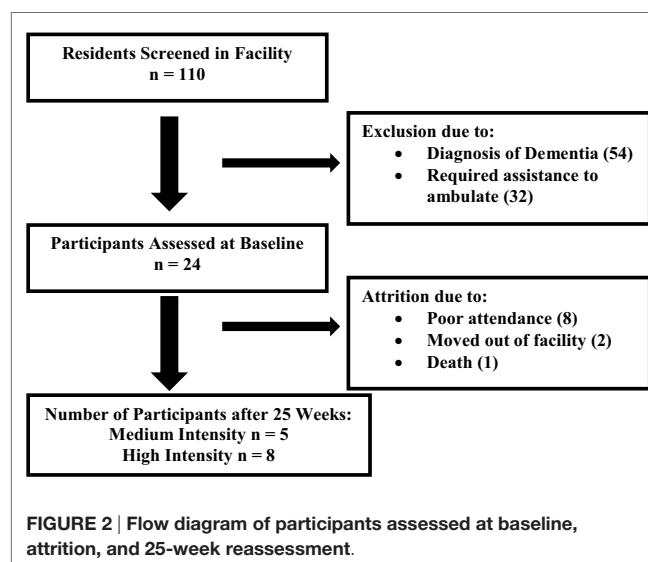 Residents Screened in Facility
n = 110
Exclusion due to:
• Diagnosis of Dementia (54)
• Required assistance to
ambulate (32)
Participants Assessed at Baseline
n = 24
Attrition due to:
• Poor attendance (8)
• Moved out of facility (2)
• Death (1)
Number of Participants after 25 Weeks:
Medium Intensity n = 5
High Intensity n = 8
FIGURE 2 | Flow diagram of participants assessed at baseline,
attrition, and 25-week reassessment.